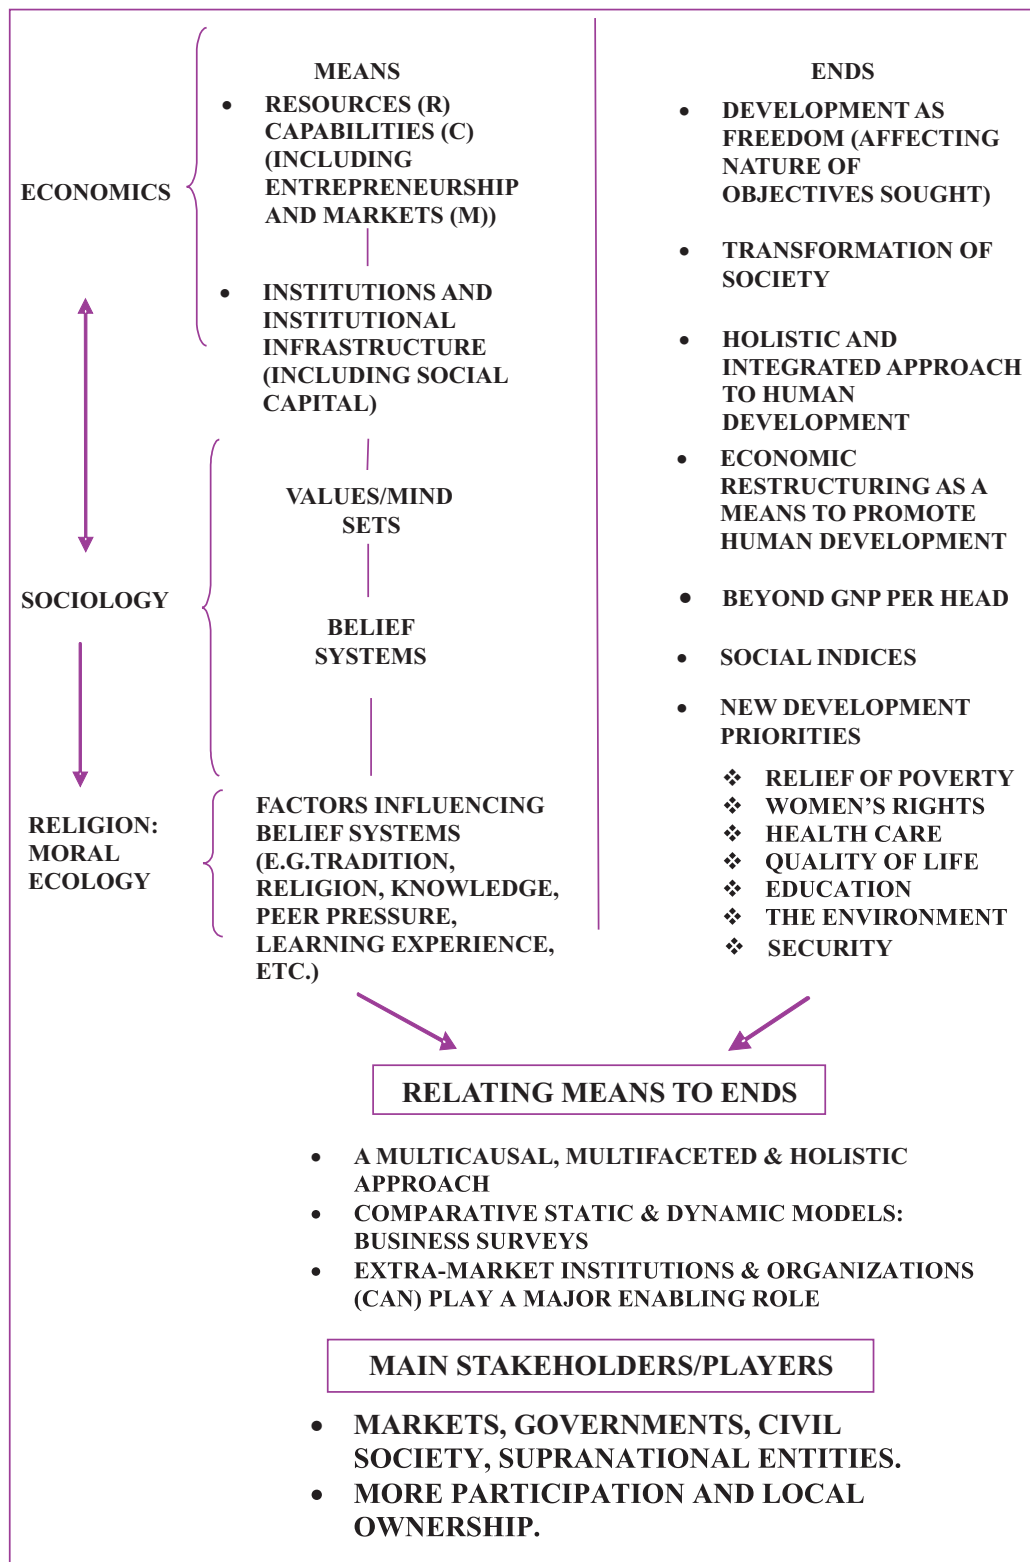 ECONOMICS
SOCIOLOGY
RELIGION:
MORAL
ECOLOGY
MEANS
• RESOURCES (R)
CAPABILITIES (C)
(INCLUDING
ENTREPRENEURSHIP
AND MARKETS (M))
• INSTITUTIONS AND
INSTITUTIONAL
INFRASTRUCTURE
(INCLUDING SOCIAL
CAPITAL)
VALUES/MIND
SETS
BELIEF
SYSTEMS
FACTORS INFLUENCING
BELIEF SYSTEMS
(E.G.TRADITION,
RELIGION, KNOWLEDGE,
PEER PRESSURE,
LEARNING EXPERIENCE,
ETC.)
ENDS
• DEVELOPMENT AS
FREEDOM (AFFECTING
NATURE OF
OBJECTIVES SOUGHT)
• TRANSFORMATION OF
SOCIETY
• HOLISTIC AND
INTEGRATED APPROACH
TO HUMAN
DEVELOPMENT
• ECONOMIC
RESTRUCTURING AS A
MEANS TO PROMOTE
HUMAN DEVELOPMENT
• BEYOND GNP PER HEAD
• SOCIAL INDICES
• NEW DEVELOPMENT
PRIORITIES
❖ RELIEF OF POVERTY
❖ WOMEN’S RIGHTS
❖ HEALTH CARE
❖ QUALITY OF LIFE
❖ EDUCATION
❖ THE ENVIRONMENT
❖ SECURITY
RELATING MEANS TO ENDS
• A MULTICAUSAL, MULTIFACETED & HOLISTIC
APPROACH
• COMPARATIVE STATIC & DYNAMIC MODELS:
BUSINESS SURVEYS
• EXTRA-MARKET INSTITUTIONS & ORGANIZATIONS
(CAN) PLAY A MAJOR ENABLING ROLE
MAIN STAKEHOLDERS/PLAYERS
• MARKETS, GOVERNMENTS, CIVIL
SOCIETY, SUPRANATIONAL ENTITIES.
• MORE PARTICIPATION AND LOCAL
OWNERSHIP.